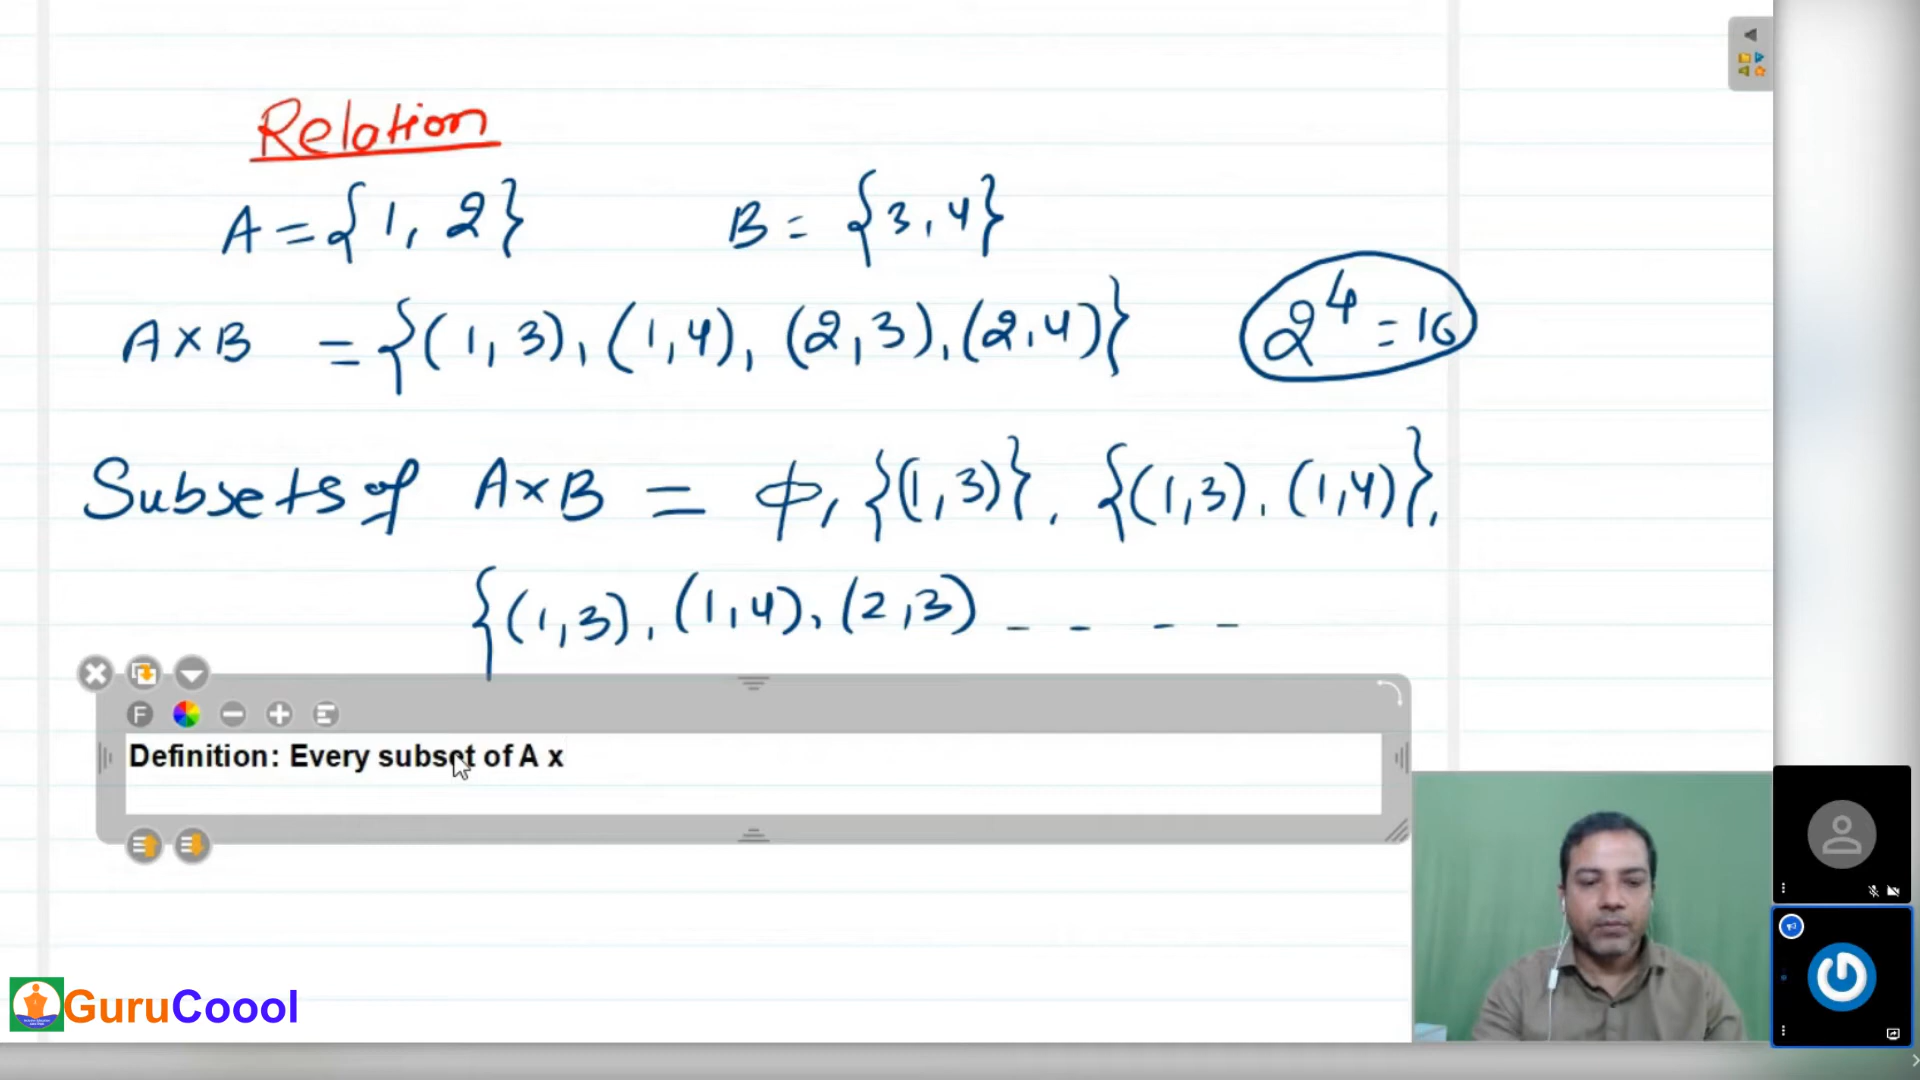 Relation
A = {1, 2} B = {3, 4}
A × B = {(1, 3), (1, 4), (2, 3), (2, 4)} 2⁴ = 16
Subsets of A × B = ϕ, {(1, 3)}, {(1, 3), (1, 4)},
{(1, 3), (1, 4), (2, 3) - - - -
F
Definition: Every subset of A x
GuruCoool